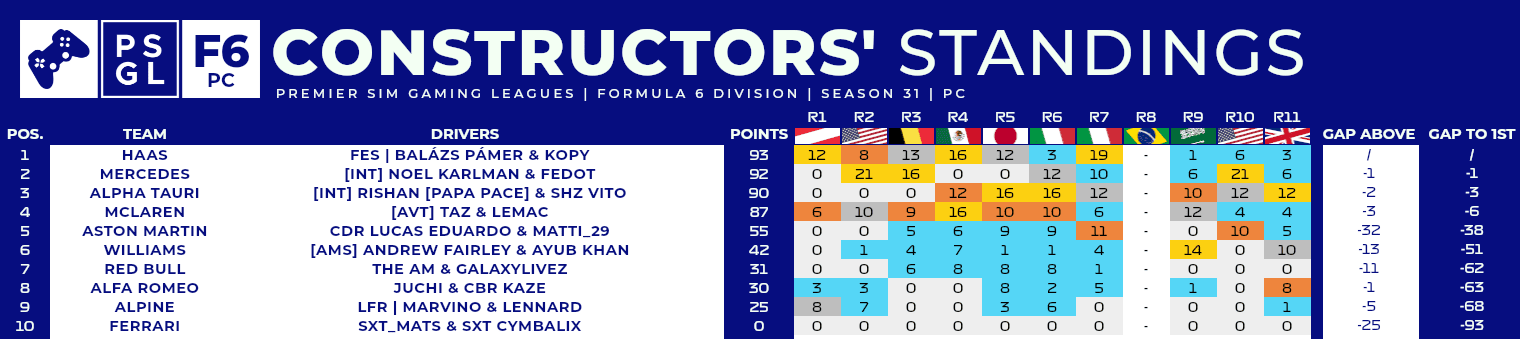 PS
GL
F6
PC
CONSTRUCTORS' STANDINGS
PREMIER SIM GAMING LEAGUES | FORMULA 6 DIVISION | SEASON 31 | PC
R1 R2 R3 R4 R5 R6 R7 R8 R9 R10 R11
POS. TEAM DRIVERS POINTS GAP ABOVE GAP TO 1ST
1 HAAS FES | BALÁZS PÁMER & KOPY 93 12 8 13 16 12 3 19 - 1 6 3 / /
2 MERCEDES [INT] NOEL KARLMAN & FEDOT 92 0 21 16 0 0 12 10 - 6 21 6 -1 -1
3 ALPHA TAURI [INT] RISHAN [PAPA PACE] & SHZ VITO 90 0 0 0 12 16 16 12 - 10 12 12 -2 -3
4 MCLAREN [AVT] TAZ & LEMAC 87 6 10 9 16 10 10 6 - 12 4 4 -3 -6
5 ASTON MARTIN CDR LUCAS EDUARDO & MATTI_29 55 0 0 5 6 9 9 11 - 0 10 5 -32 -38
6 WILLIAMS [AMS] ANDREW FAIRLEY & AYUB KHAN 42 0 1 4 7 1 1 4 - 14 0 10 -13 -51
7 RED BULL THE AM & GALAXYLIVEZ 31 0 0 6 8 8 8 1 - 0 0 0 -11 -62
8 ALFA ROMEO JUCHI & CBR KAZE 30 3 3 0 0 8 2 5 - 1 0 8 -1 -63
9 ALPINE LFR | MARVINO & LENNARD 25 8 7 0 0 3 6 0 - 0 0 1 -5 -68
10 FERRARI SXT_MATS & SXT CYMBALIX 0 0 0 0 0 0 0 0 - 0 0 0 -25 -93